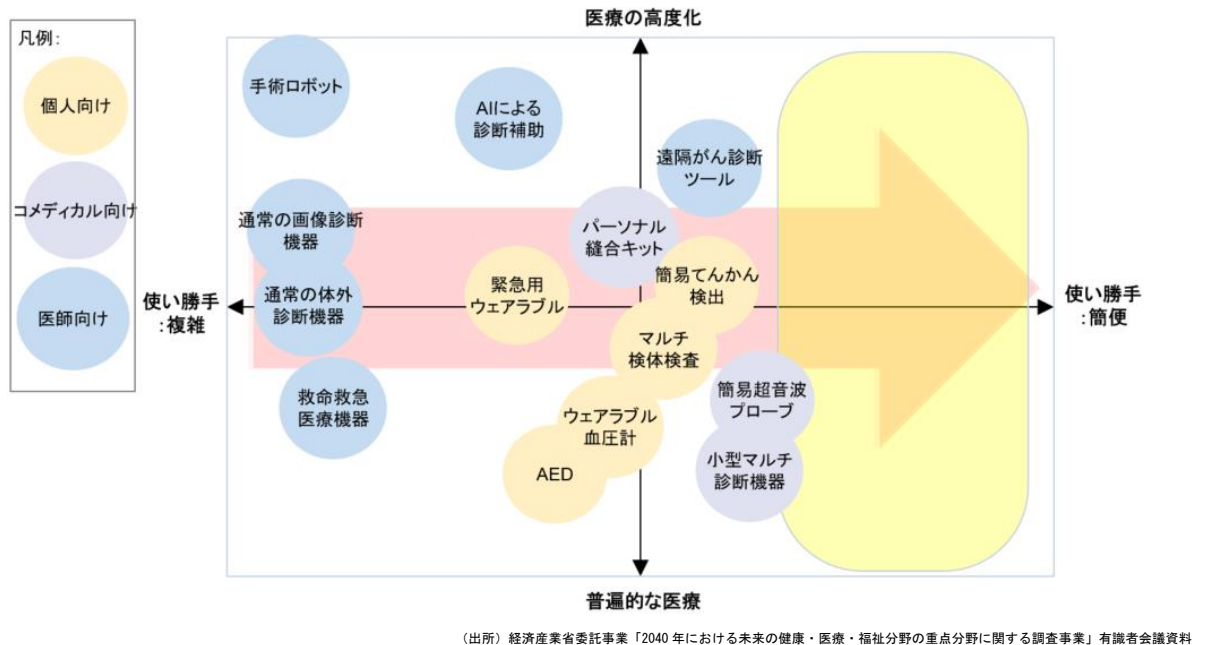 医療の高度化
凡例:
個人向け
コメディカル向け
医師向け
手術ロボット
AIによる
診断補助
遠隔がん診断
ツール
通常の画像診断
機器
パーソナル
縫合キット
簡易てんかん
検出
緊急用
ウェアラブル
通常の体外
診断機器
使い勝手
:複雑
使い勝手
:簡便
マルチ
検体検査
救命救急
医療機器
簡易超音波
プローブ
ウェアラブル
血圧計
AED
小型マルチ
診断機器
普遍的な医療
（出所）経済産業省委託事業「2040 年における未来の健康・医療・福祉分野の重点分野に関する調査事業」有識者会議資料